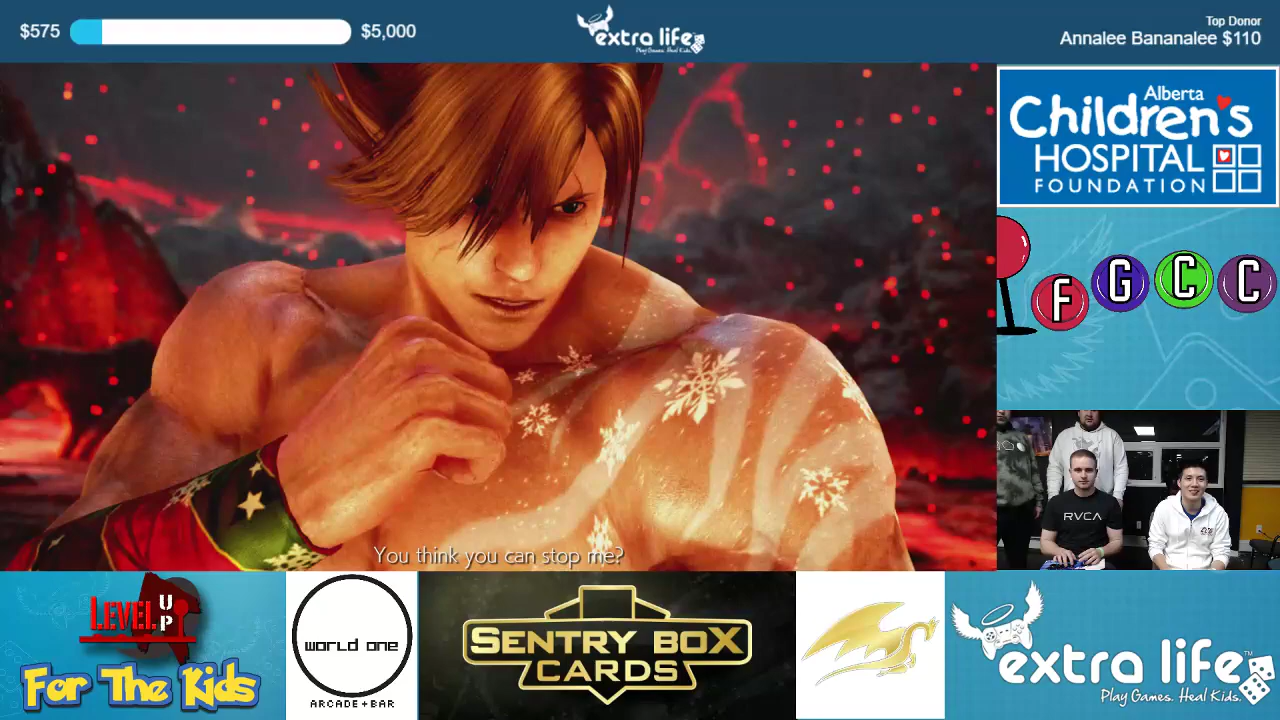 $575
$5,000
extra life
Play Games. Heal Kids.
Top Donor
Annalee Bananalee $110
Alberta
Children's
HOSPITAL
FOUNDATION
F G C C
RVCA
You think you can stop me?
LEVEL UP
For The Kids
world one
ARCADE+BAR
SENTRY BOX
CARDS
extra life™
Play Games. Heal Kids.